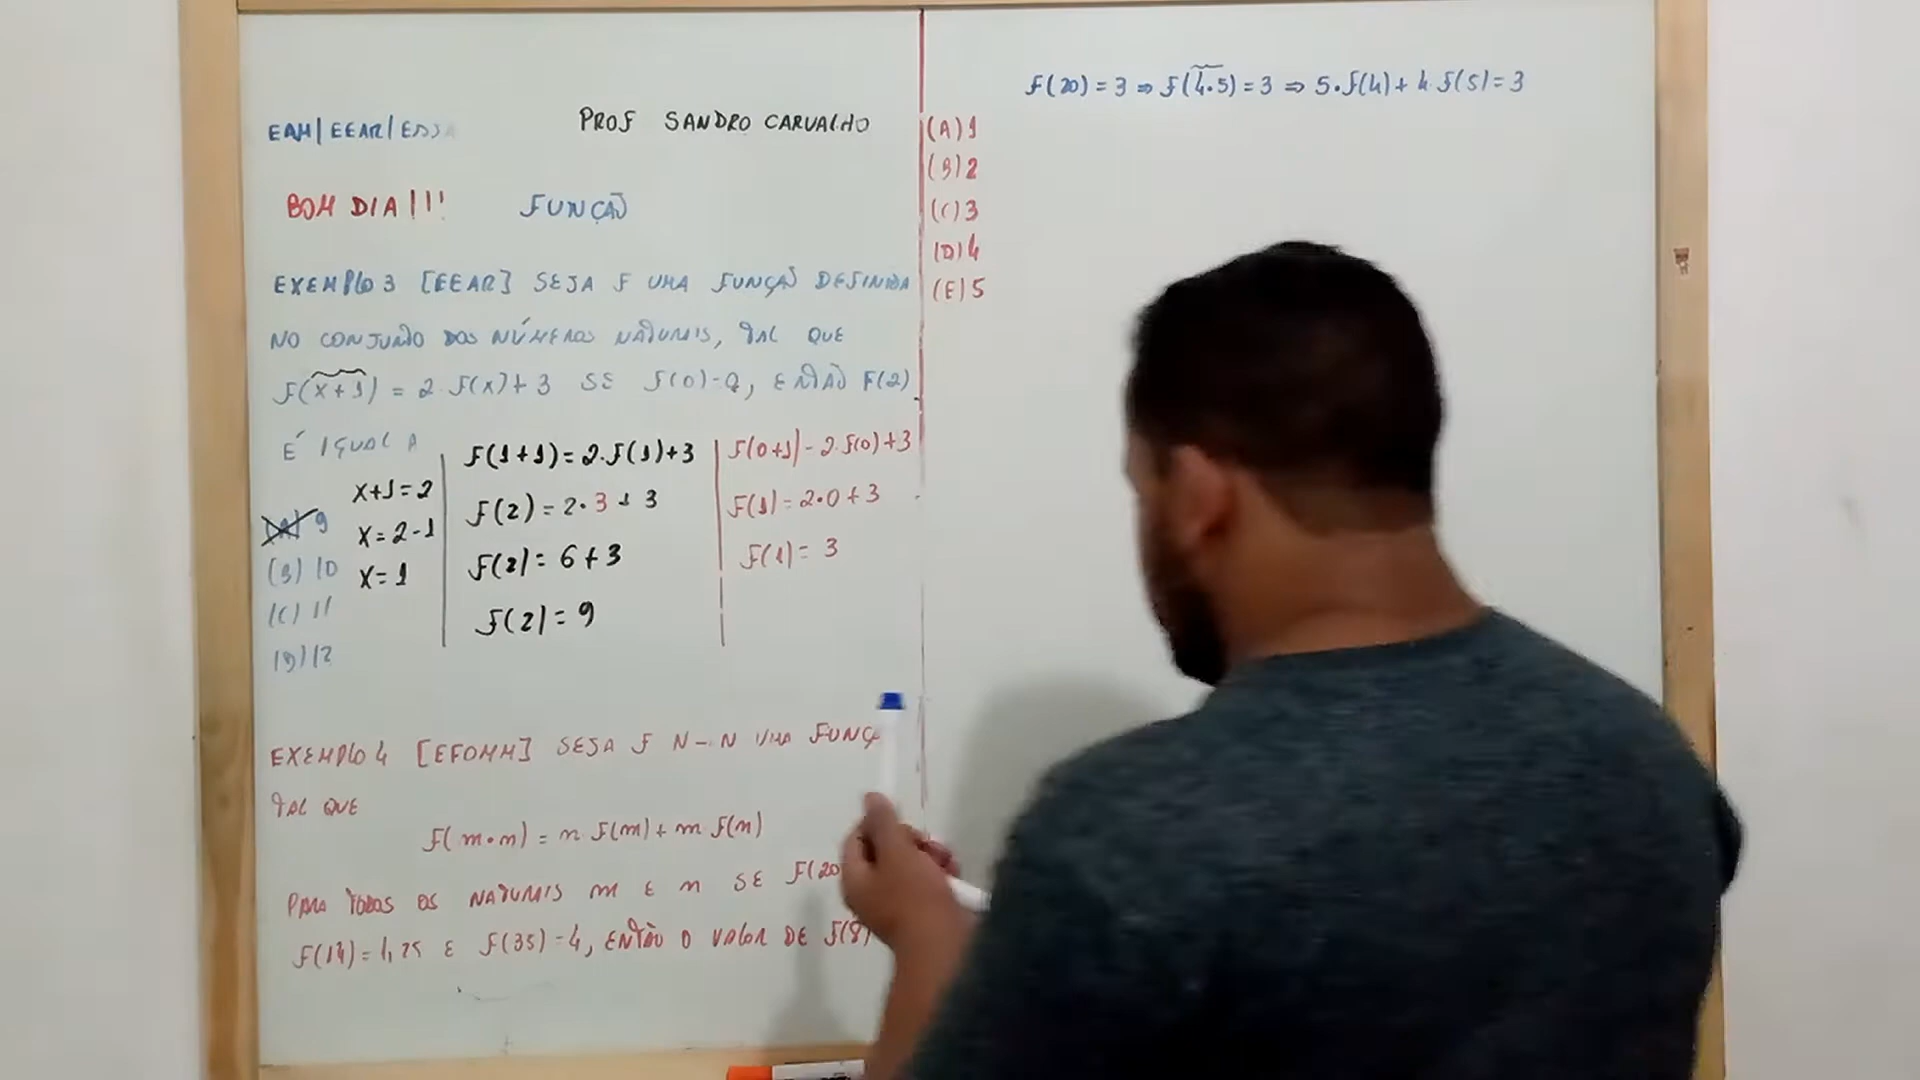 EAM/EEAR/ESSA
PROF SANDRO CARVALHO
BOM DIA!!!
FUNÇÃO
EXEMPLO 3 [EEAR] SEJA F UMA FUNÇÃO DEFINIDA
NO CONJUNTO DOS NÚMEROS NATURAIS, TAL QUE
F(x+1) = 2·F(x)+3 SE F(0)=0, ENTÃO F(2)
É IGUAL A
(A) 9
(B) 10
(C) 11
(D) 12
x+1=2
x=2-1
x=1
F(1+1)=2·F(1)+3
F(2)=2·3+3
F(2)=6+3
F(2)=9
F(0+1)=2·F(0)+3
F(1)=2·0+3
F(1)=3
EXEMPLO 4 [EFOMM] SEJA F N→N UMA FUNÇ
TAL QUE
F(m·n) = n·F(m)+m·F(n)
PARA TODOS OS NATURAIS m E n SE F(20
F(14)=1,25 E F(35)=4, ENTÃO O VALOR DE F(8)
(A) 1
(B) 2
(C) 3
(D) 4
(E) 5
F(20)=3 ⇒ F(4·5)=3 ⇒ 5·F(4)+4·F(5)=3